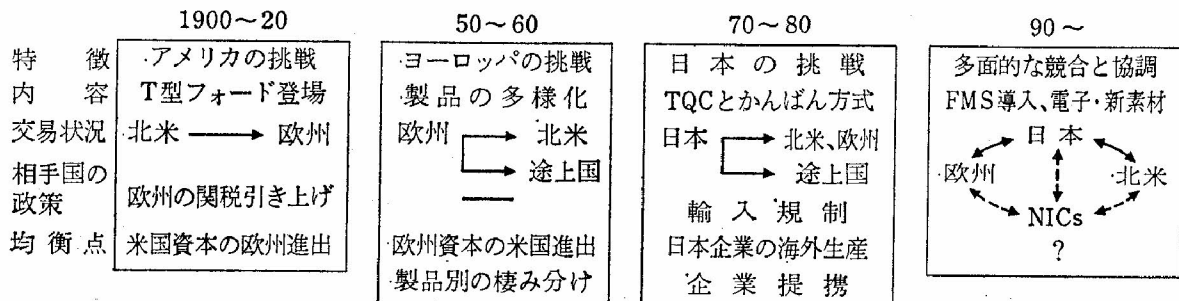 1900～20 50～60 70～80 90～
特徴 アメリカの挑戦 ヨーロッパの挑戦 日本の挑戦 多面的な競合と協調
内容 T型フォード登場 製品の多様化 TQCとかんばん方式 FMS導入、電子・新素材
交易状況 北米 → 欧州 欧州 → 北米 日本 → 北米、欧州 日本
相手国の 途上国 途上国 欧州 北米
政策 欧州の関税引き上げ — 輸入規制 NICs
均衡点 米国資本の欧州進出 欧州資本の米国進出 日本企業の海外生産 ?
製品別の棲み分け 企業提携